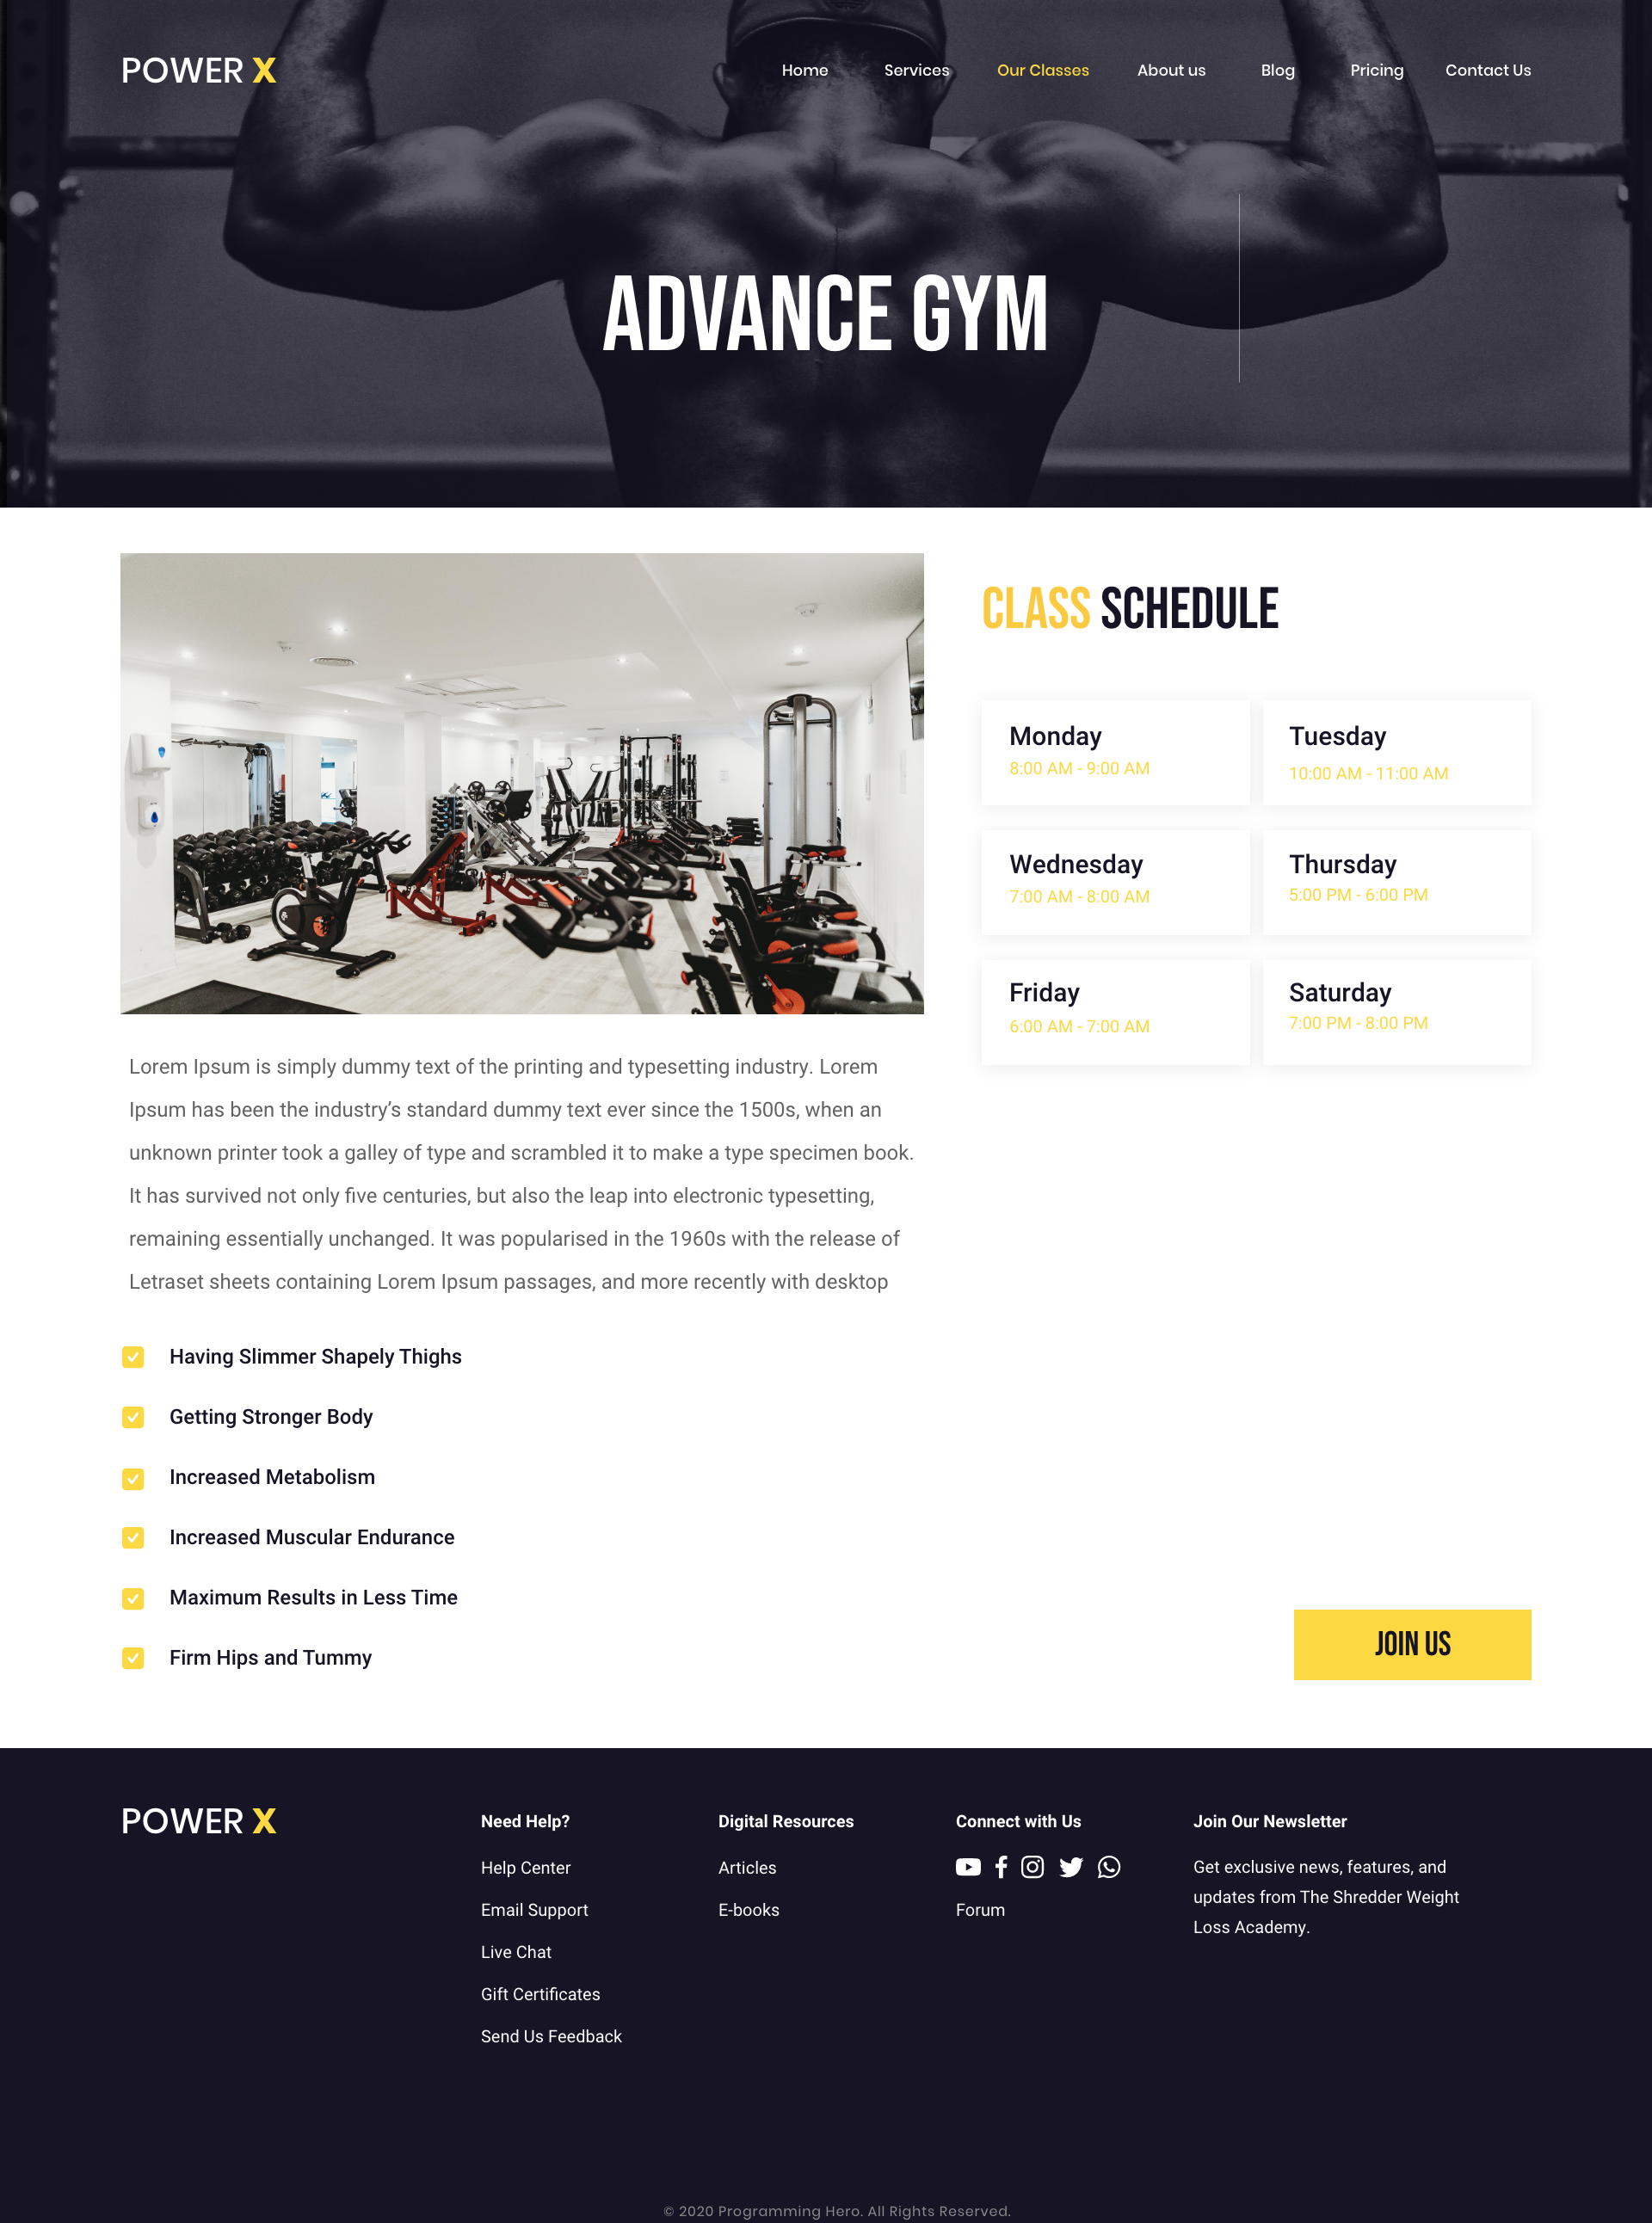 POWER X
Home Services Our Classes About us Blog Pricing Contact Us
ADVANCE GYM
CLASS SCHEDULE
Monday
8:00 AM - 9:00 AM
Tuesday
10:00 AM - 11:00 AM
Wednesday
7:00 AM - 8:00 AM
Thursday
5:00 PM - 6:00 PM
Friday
6:00 AM - 7:00 AM
Saturday
7:00 PM - 8:00 PM
Lorem Ipsum is simply dummy text of the printing and typesetting industry. Lorem
Ipsum has been the industry’s standard dummy text ever since the 1500s, when an
unknown printer took a galley of type and scrambled it to make a type specimen book.
It has survived not only five centuries, but also the leap into electronic typesetting,
remaining essentially unchanged. It was popularised in the 1960s with the release of
Letraset sheets containing Lorem Ipsum passages, and more recently with desktop
Having Slimmer Shapely Thighs
Getting Stronger Body
Increased Metabolism
Increased Muscular Endurance
Maximum Results in Less Time
Firm Hips and Tummy
JOIN US
POWER X
Need Help?
Help Center
Email Support
Live Chat
Gift Certificates
Send Us Feedback
Digital Resources
Articles
E-books
Connect with Us
Forum
Join Our Newsletter
Get exclusive news, features, and
updates from The Shredder Weight
Loss Academy.
© 2020 Programming Hero. All Rights Reserved.